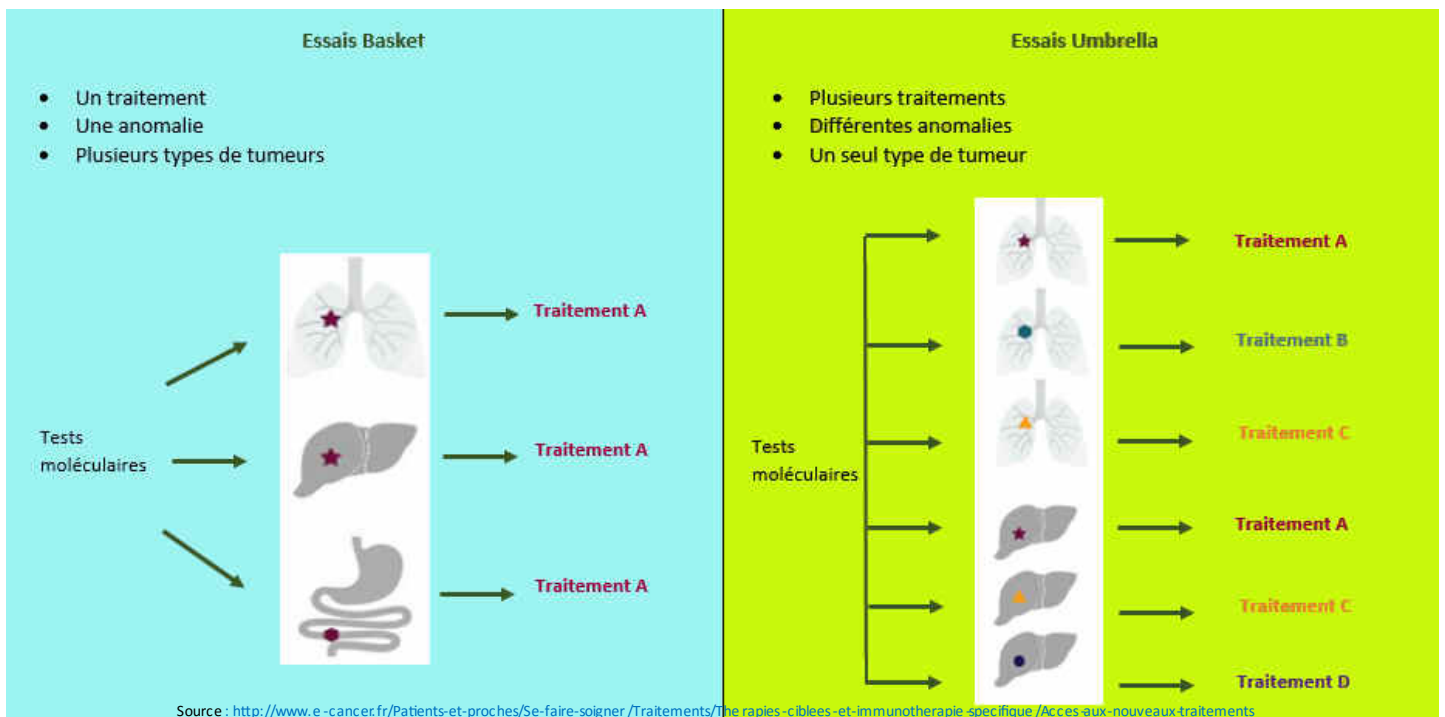 Essais Basket
• Un traitement
• Une anomalie
• Plusieurs types de tumeurs
Tests
moléculaires
Traitement A
Traitement A
Traitement A
Essais Umbrella
• Plusieurs traitements
• Différentes anomalies
• Un seul type de tumeur
Tests
moléculaires
Traitement A
Traitement B
Traitement C
Traitement A
Traitement C
Traitement D
Source : http://www.e-cancer.fr/Patients-et-proches/Se-faire-soigner/Traitements/Therapies-ciblees-et-immunotherapie-specifique/Acces-aux-nouveaux-traitements